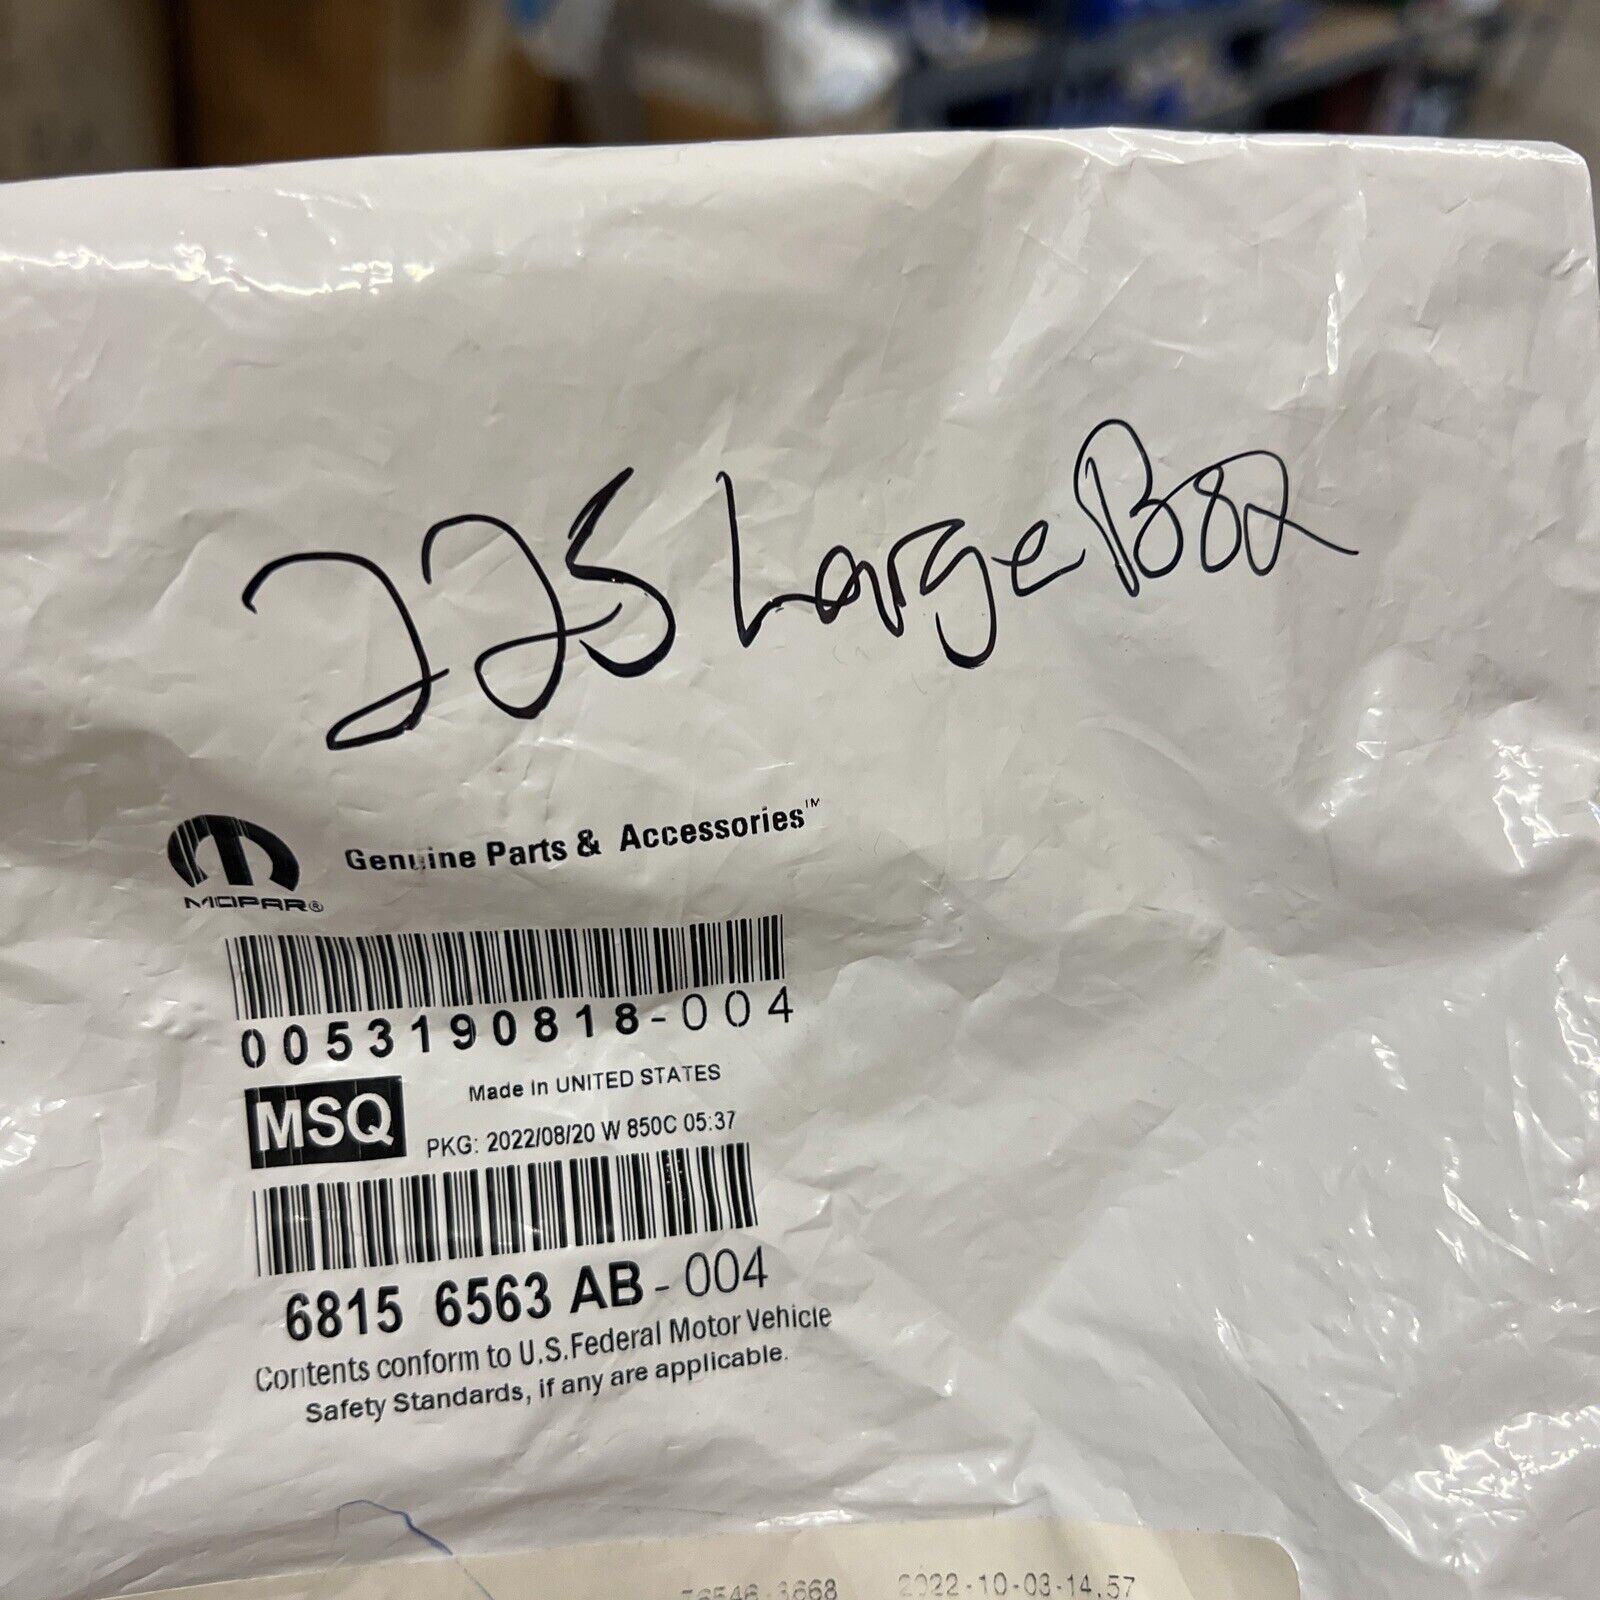 225 Large Box
Genuine Parts & Accessories™
MOPAR®
0053190818-004
Made In UNITED STATES
MSQ
PKG: 2022/08/20 W 850C 05:37
6815 6563 AB-004
Contents conform to U.S.Federal Motor Vehicle
Safety Standards, if any are applicable.
2022-10-03-14.57